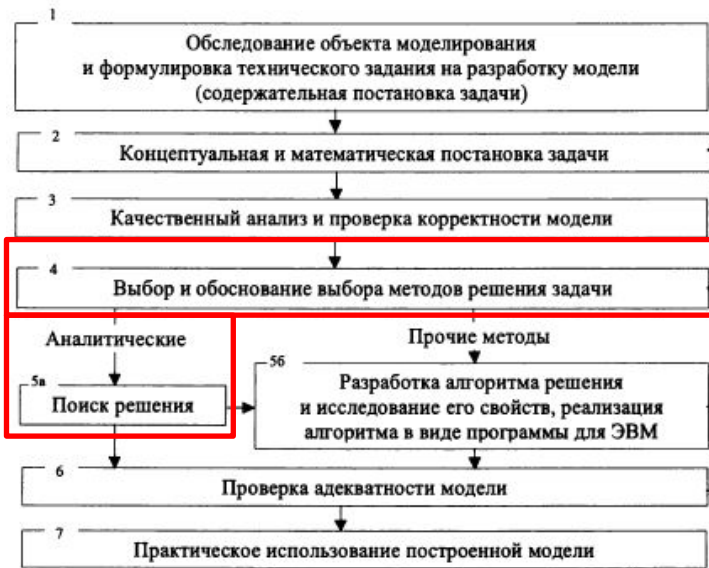 1
Обследование объекта моделирования
и формулировка технического задания на разработку модели
(содержательная постановка задачи)
2
Концептуальная и математическая постановка задачи
3
Качественный анализ и проверка корректности модели
4
Выбор и обоснование выбора методов решения задачи
Аналитические
Прочие методы
5а
Поиск решения
5б
Разработка алгоритма решения
и исследование его свойств, реализация
алгоритма в виде программы для ЭВМ
6
Проверка адекватности модели
7
Практическое использование построенной модели